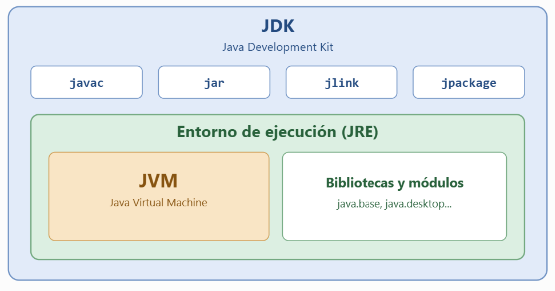 JDK
Java Development Kit
javac
jar
jlink
jpackage
Entorno de ejecución (JRE)
JVM
Java Virtual Machine
Bibliotecas y módulos
java.base, java.desktop...